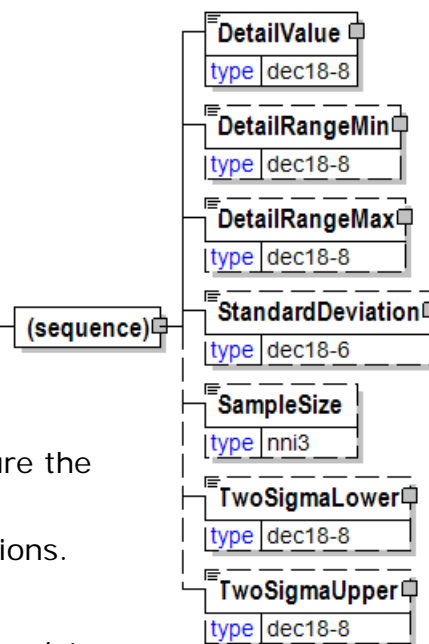 DetailValue
type dec18-8
DetailRangeMin
type dec18-8
DetailRangeMax
type dec18-8
(sequence)
StandardDeviation
type dec18-6
SampleSize
type nni3
the
TwoSigmaLower
type dec18-8
ions.
TwoSigmaUpper
type dec18-8